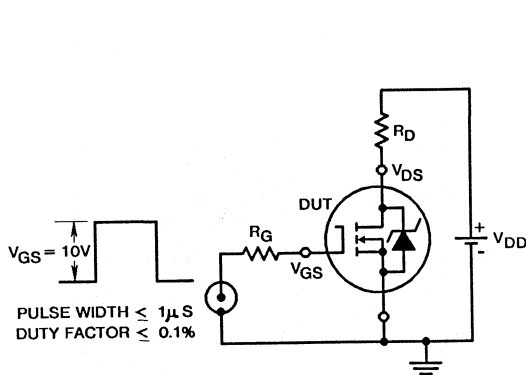 R_D
V_DS
DUT
R_G
V_GS
V_GS = 10V
+
V_DD
-
PULSE WIDTH ≤ 1μS
DUTY FACTOR ≤ 0.1%